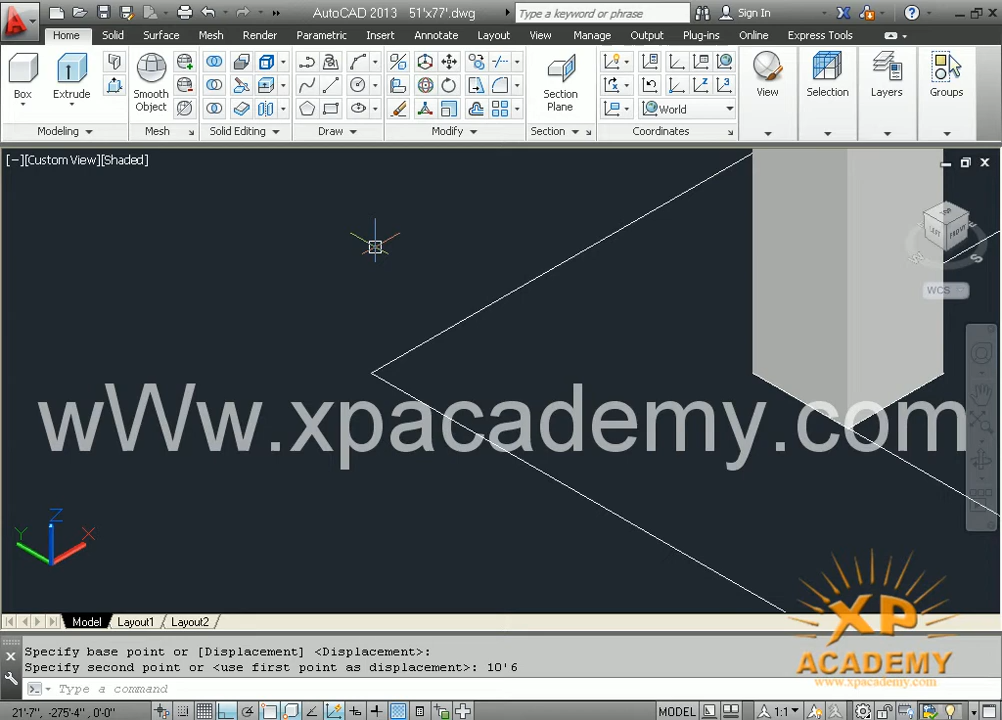 AutoCAD 2013 51'x77'.dwg
Type a keyword or phrase
Sign In
Home Solid Surface Mesh Render Parametric Insert Annotate Layout View Manage Output Plug-ins Online Express Tools
Box
Extrude
Smooth
Object
Section
Plane
World
View
Selection
Layers
Groups
Modeling
Mesh
Solid Editing
Draw
Modify
Section
Coordinates
[−][Custom View][Shaded]
TOP
LEFT
FRONT
S
WCS
wWw.xpacademy.com
Z
Y
X
Model Layout1 Layout2
Specify base point or [Displacement] <Displacement>:
Specify second point or <use first point as displacement>: 10'6
Type a command
XP
ACADEMY
www.xpacademy.com
21'-7", -275'-4", 0'-0"
MODEL
1:1